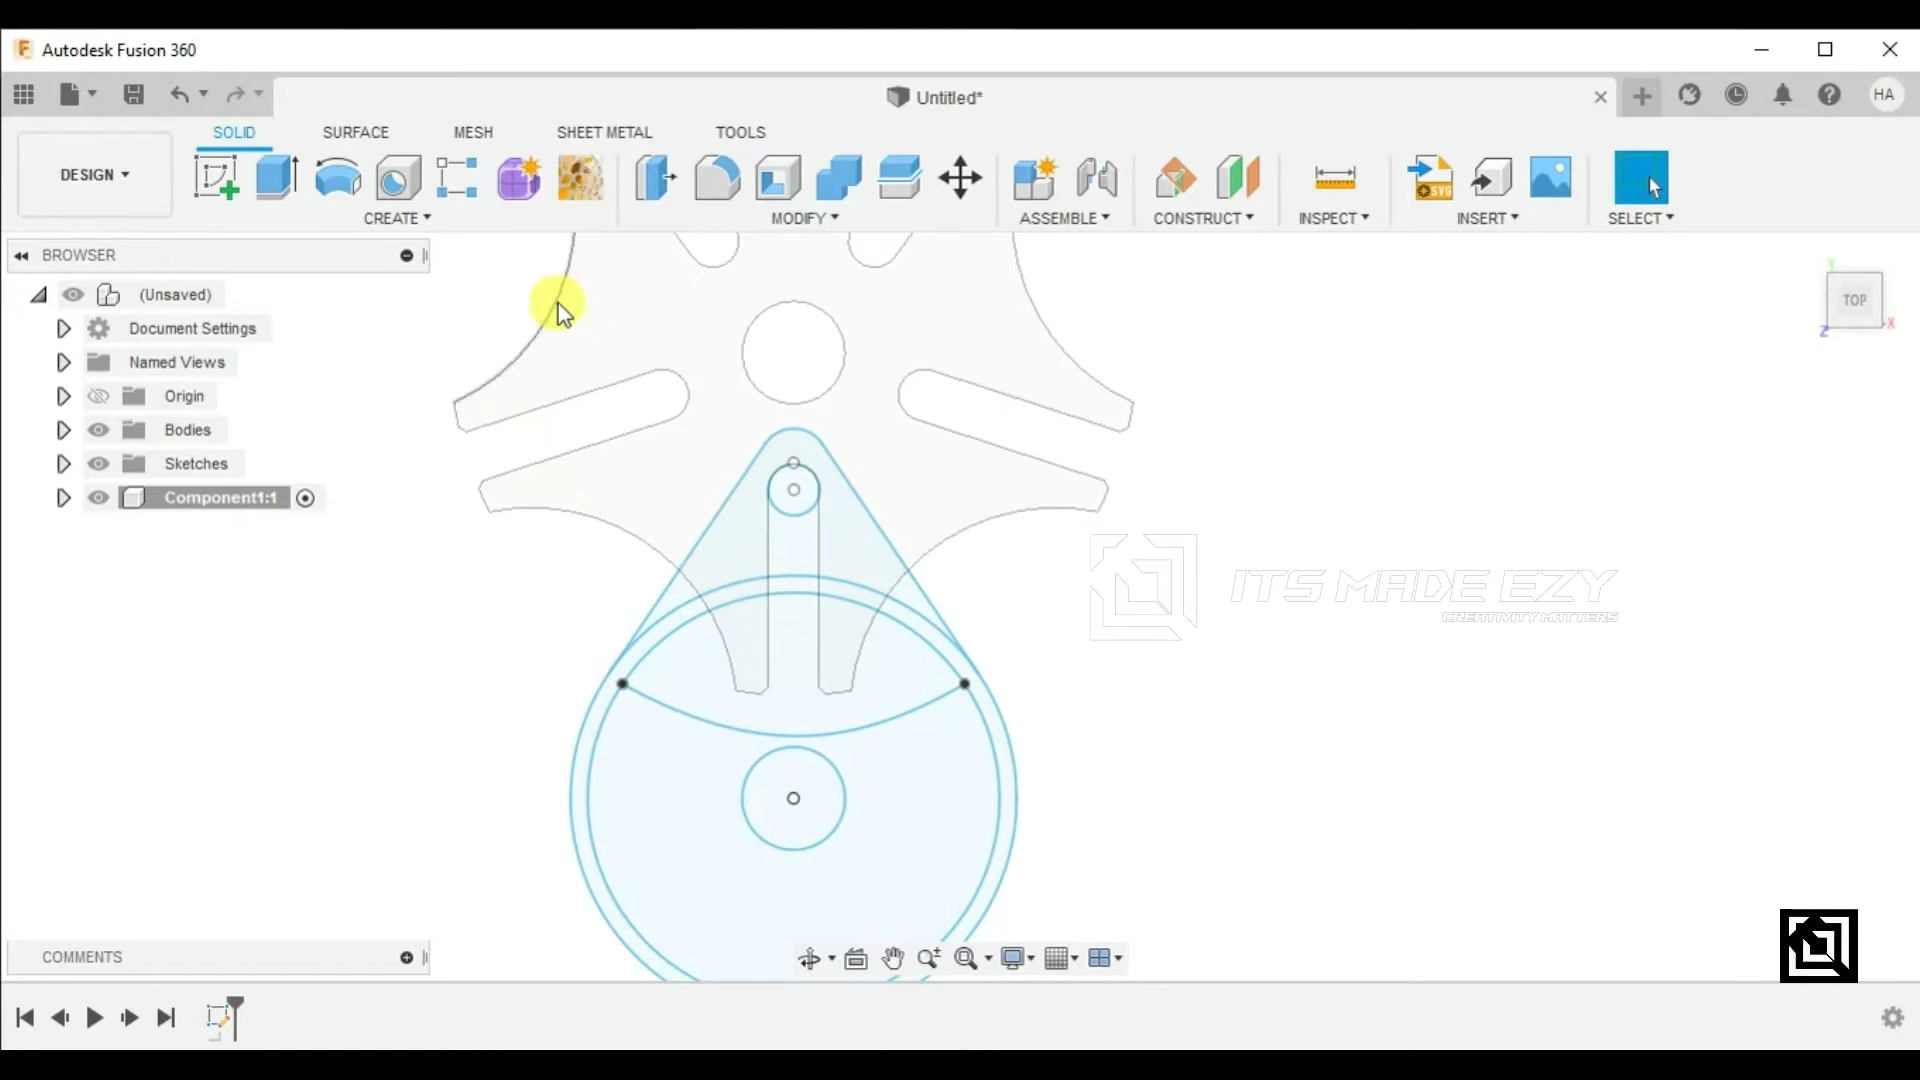 Autodesk Fusion 360
Untitled*
HA
DESIGN
SOLID SURFACE MESH SHEET METAL TOOLS
CREATE MODIFY ASSEMBLE CONSTRUCT INSPECT INSERT SELECT
SVG
BROWSER
(Unsaved)
Document Settings
Named Views
Origin
Bodies
Sketches
Component1:1
Y
TOP
X
Z
ITS MADE EZY
CREATIVITY MATTERS
COMMENTS